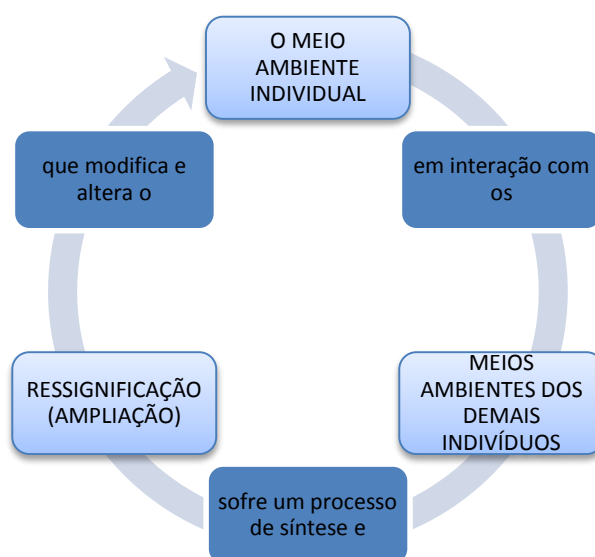 O MEIO
AMBIENTE
INDIVIDUAL
em interação com
os
MEIOS
AMBIENTES DOS
DEMAIS
INDIVÍDUOS
sofre um processo
de síntese e
RESSIGNIFICAÇÃO
(AMPLIAÇÃO)
que modifica e
altera o